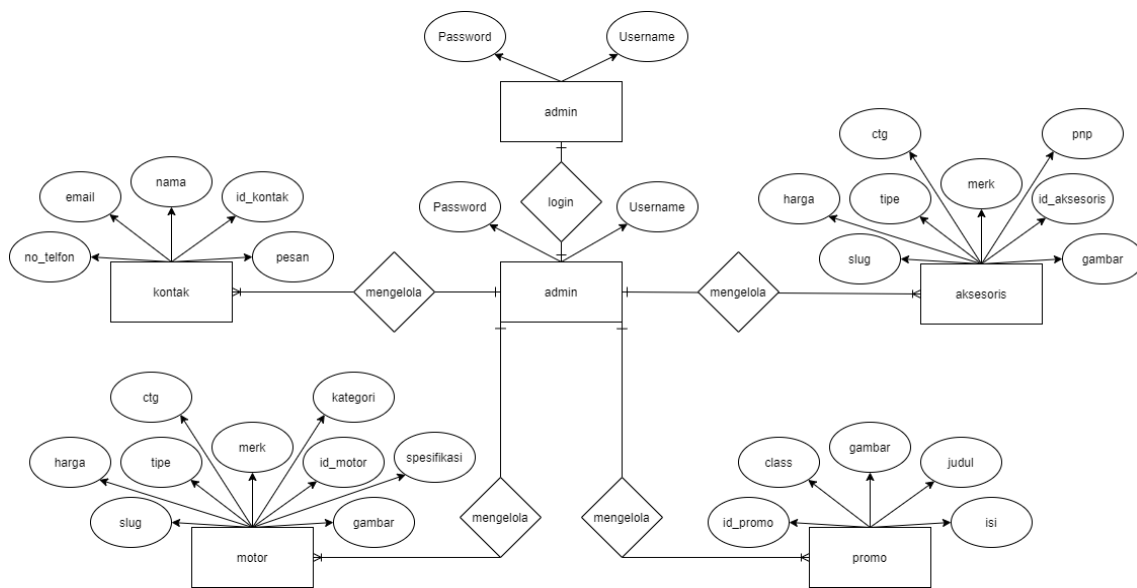 Password
Username
admin
ctg
pnp
nama
email
id_kontak
login
Password
Username
harga
tipe
merk
id_aksesoris
no_telfon
pesan
slug
gambar
kontak
mengelola
admin
mengelola
aksesoris
ctg
kategori
harga
tipe
merk
id_motor
spesifikasi
class
gambar
judul
slug
gambar
mengelola
mengelola
id_promo
isi
motor
promo